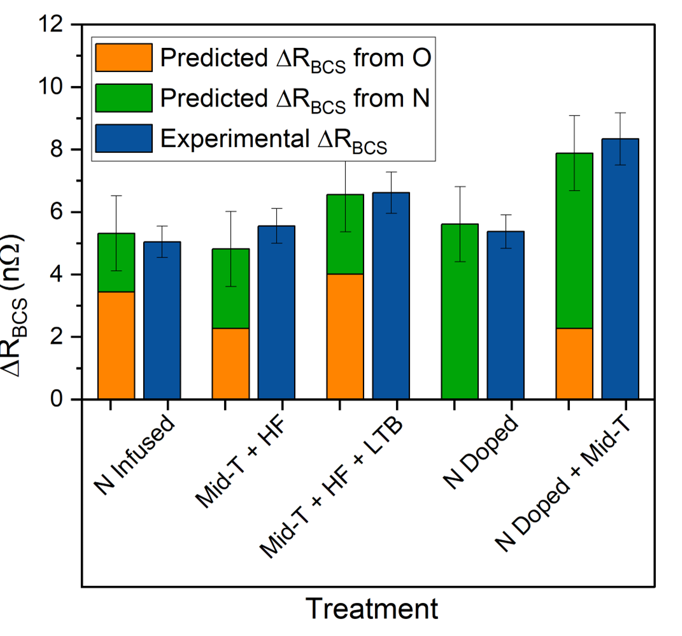 12
10
8
6
4
2
0
ΔR_BCS (nΩ)
Predicted ΔR_BCS from O
Predicted ΔR_BCS from N
Experimental ΔR_BCS
N Infused
Mid-T + HF
Mid-T + HF + LTB
N Doped
N Doped + Mid-T
Treatment